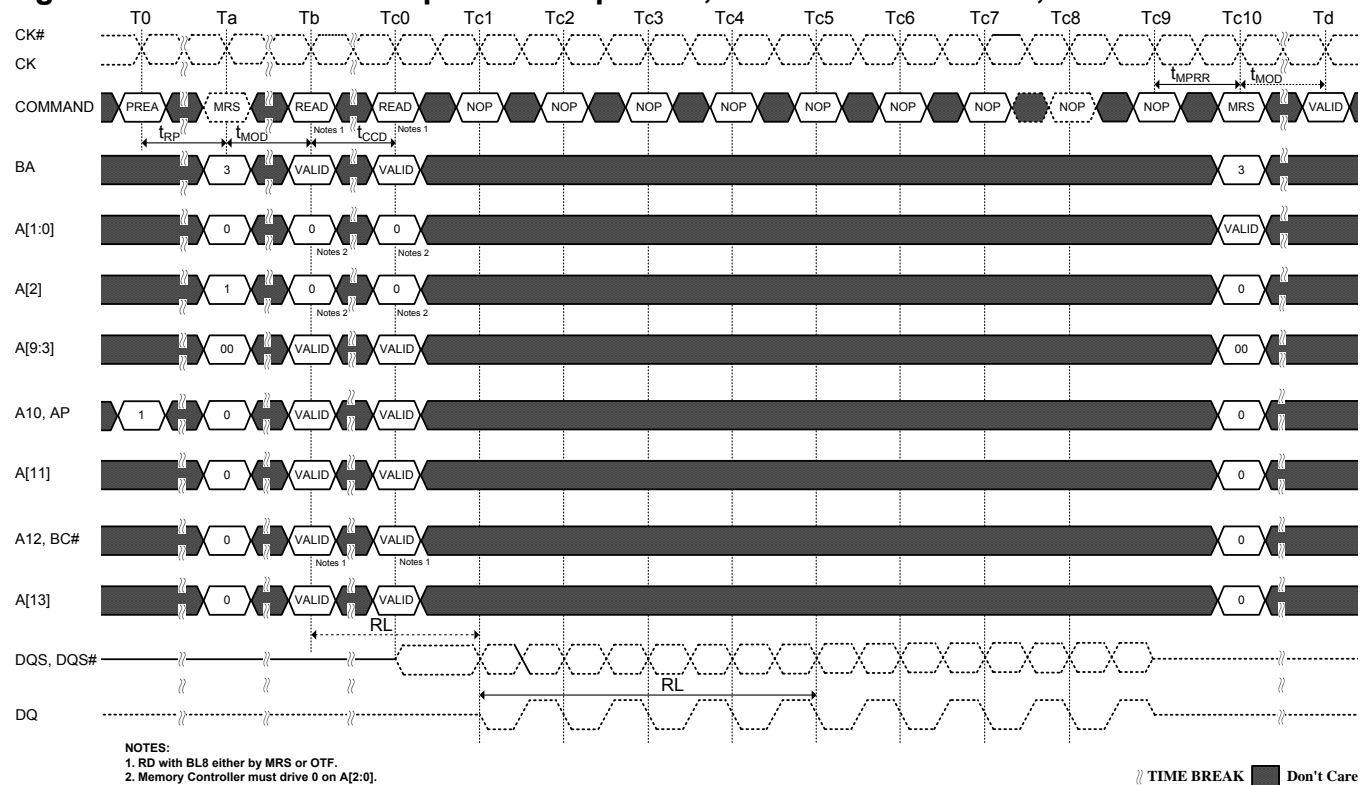 T0 Ta Tb Tc0 Tc1 Tc2 Tc3 Tc4 Tc5 Tc6 Tc7 Tc8 Tc9 Tc10 Td
CK#
CK
tMPRR tMOD
COMMAND PREA MRS READ READ NOP NOP NOP NOP NOP NOP NOP NOP NOP MRS VALID
tRP tMOD Notes 1 tCCD Notes 1
BA 3 VALID VALID 3
A[1:0] 0 0 0 VALID
Notes 2 Notes 2
A[2] 1 0 0 0
Notes 2 Notes 2
A[9:3] 00 VALID VALID 00
A10, AP 1 0 VALID VALID 0
A[11] 0 VALID VALID 0
A12, BC# 0 VALID VALID 0
Notes 1 Notes 1
A[13] 0 VALID VALID 0
RL
DQS, DQS#
RL
DQ
NOTES:
1. RD with BL8 either by MRS or OTF.
2. Memory Controller must drive 0 on A[2:0].
TIME BREAK Don't Care